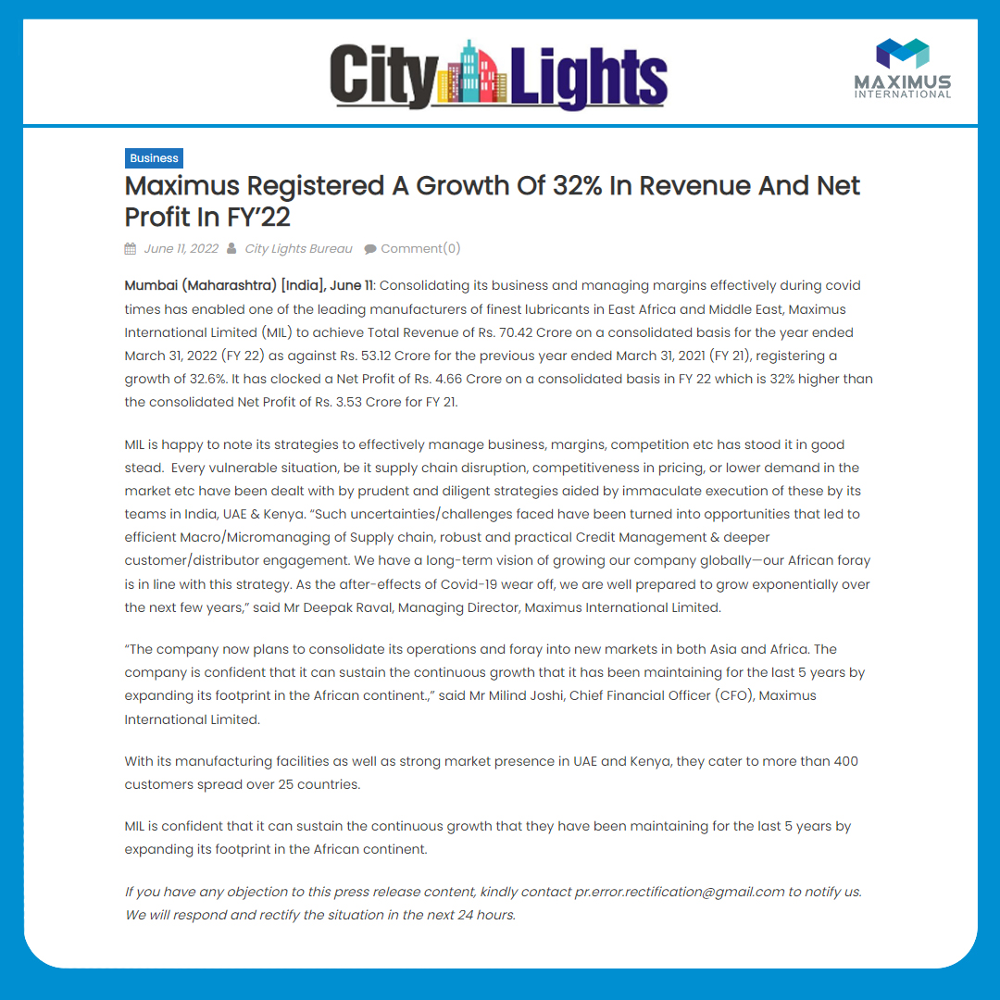 City Lights
MAXIMUS
INTERNATIONAL
Business
Maximus Registered A Growth Of 32% In Revenue And Net
Profit In FY’22
June 11, 2022 City Lights Bureau Comment(0)
Mumbai (Maharashtra) [India], June 11: Consolidating its business and managing margins effectively during covid
times has enabled one of the leading manufacturers of finest lubricants in East Africa and Middle East, Maximus
International Limited (MIL) to achieve Total Revenue of Rs. 70.42 Crore on a consolidated basis for the year ended
March 31, 2022 (FY 22) as against Rs. 53.12 Crore for the previous year ended March 31, 2021 (FY 21), registering a
growth of 32.6%. It has clocked a Net Profit of Rs. 4.66 Crore on a consolidated basis in FY 22 which is 32% higher than
the consolidated Net Profit of Rs. 3.53 Crore for FY 21.
MIL is happy to note its strategies to effectively manage business, margins, competition etc has stood it in good
stead.  Every vulnerable situation, be it supply chain disruption, competitiveness in pricing, or lower demand in the
market etc have been dealt with by prudent and diligent strategies aided by immaculate execution of these by its
teams in India, UAE & Kenya. “Such uncertainties/challenges faced have been turned into opportunities that led to
efficient Macro/Micromanaging of Supply chain, robust and practical Credit Management & deeper
customer/distributor engagement. We have a long-term vision of growing our company globally—our African foray
is in line with this strategy. As the after-effects of Covid-19 wear off, we are well prepared to grow exponentially over
the next few years,” said Mr Deepak Raval, Managing Director, Maximus International Limited.
“The company now plans to consolidate its operations and foray into new markets in both Asia and Africa. The
company is confident that it can sustain the continuous growth that it has been maintaining for the last 5 years by
expanding its footprint in the African continent.,” said Mr Milind Joshi, Chief Financial Officer (CFO), Maximus
International Limited.
With its manufacturing facilities as well as strong market presence in UAE and Kenya, they cater to more than 400
customers spread over 25 countries.
MIL is confident that it can sustain the continuous growth that they have been maintaining for the last 5 years by
expanding its footprint in the African continent.
If you have any objection to this press release content, kindly contact pr.error.rectification@gmail.com to notify us.
We will respond and rectify the situation in the next 24 hours.